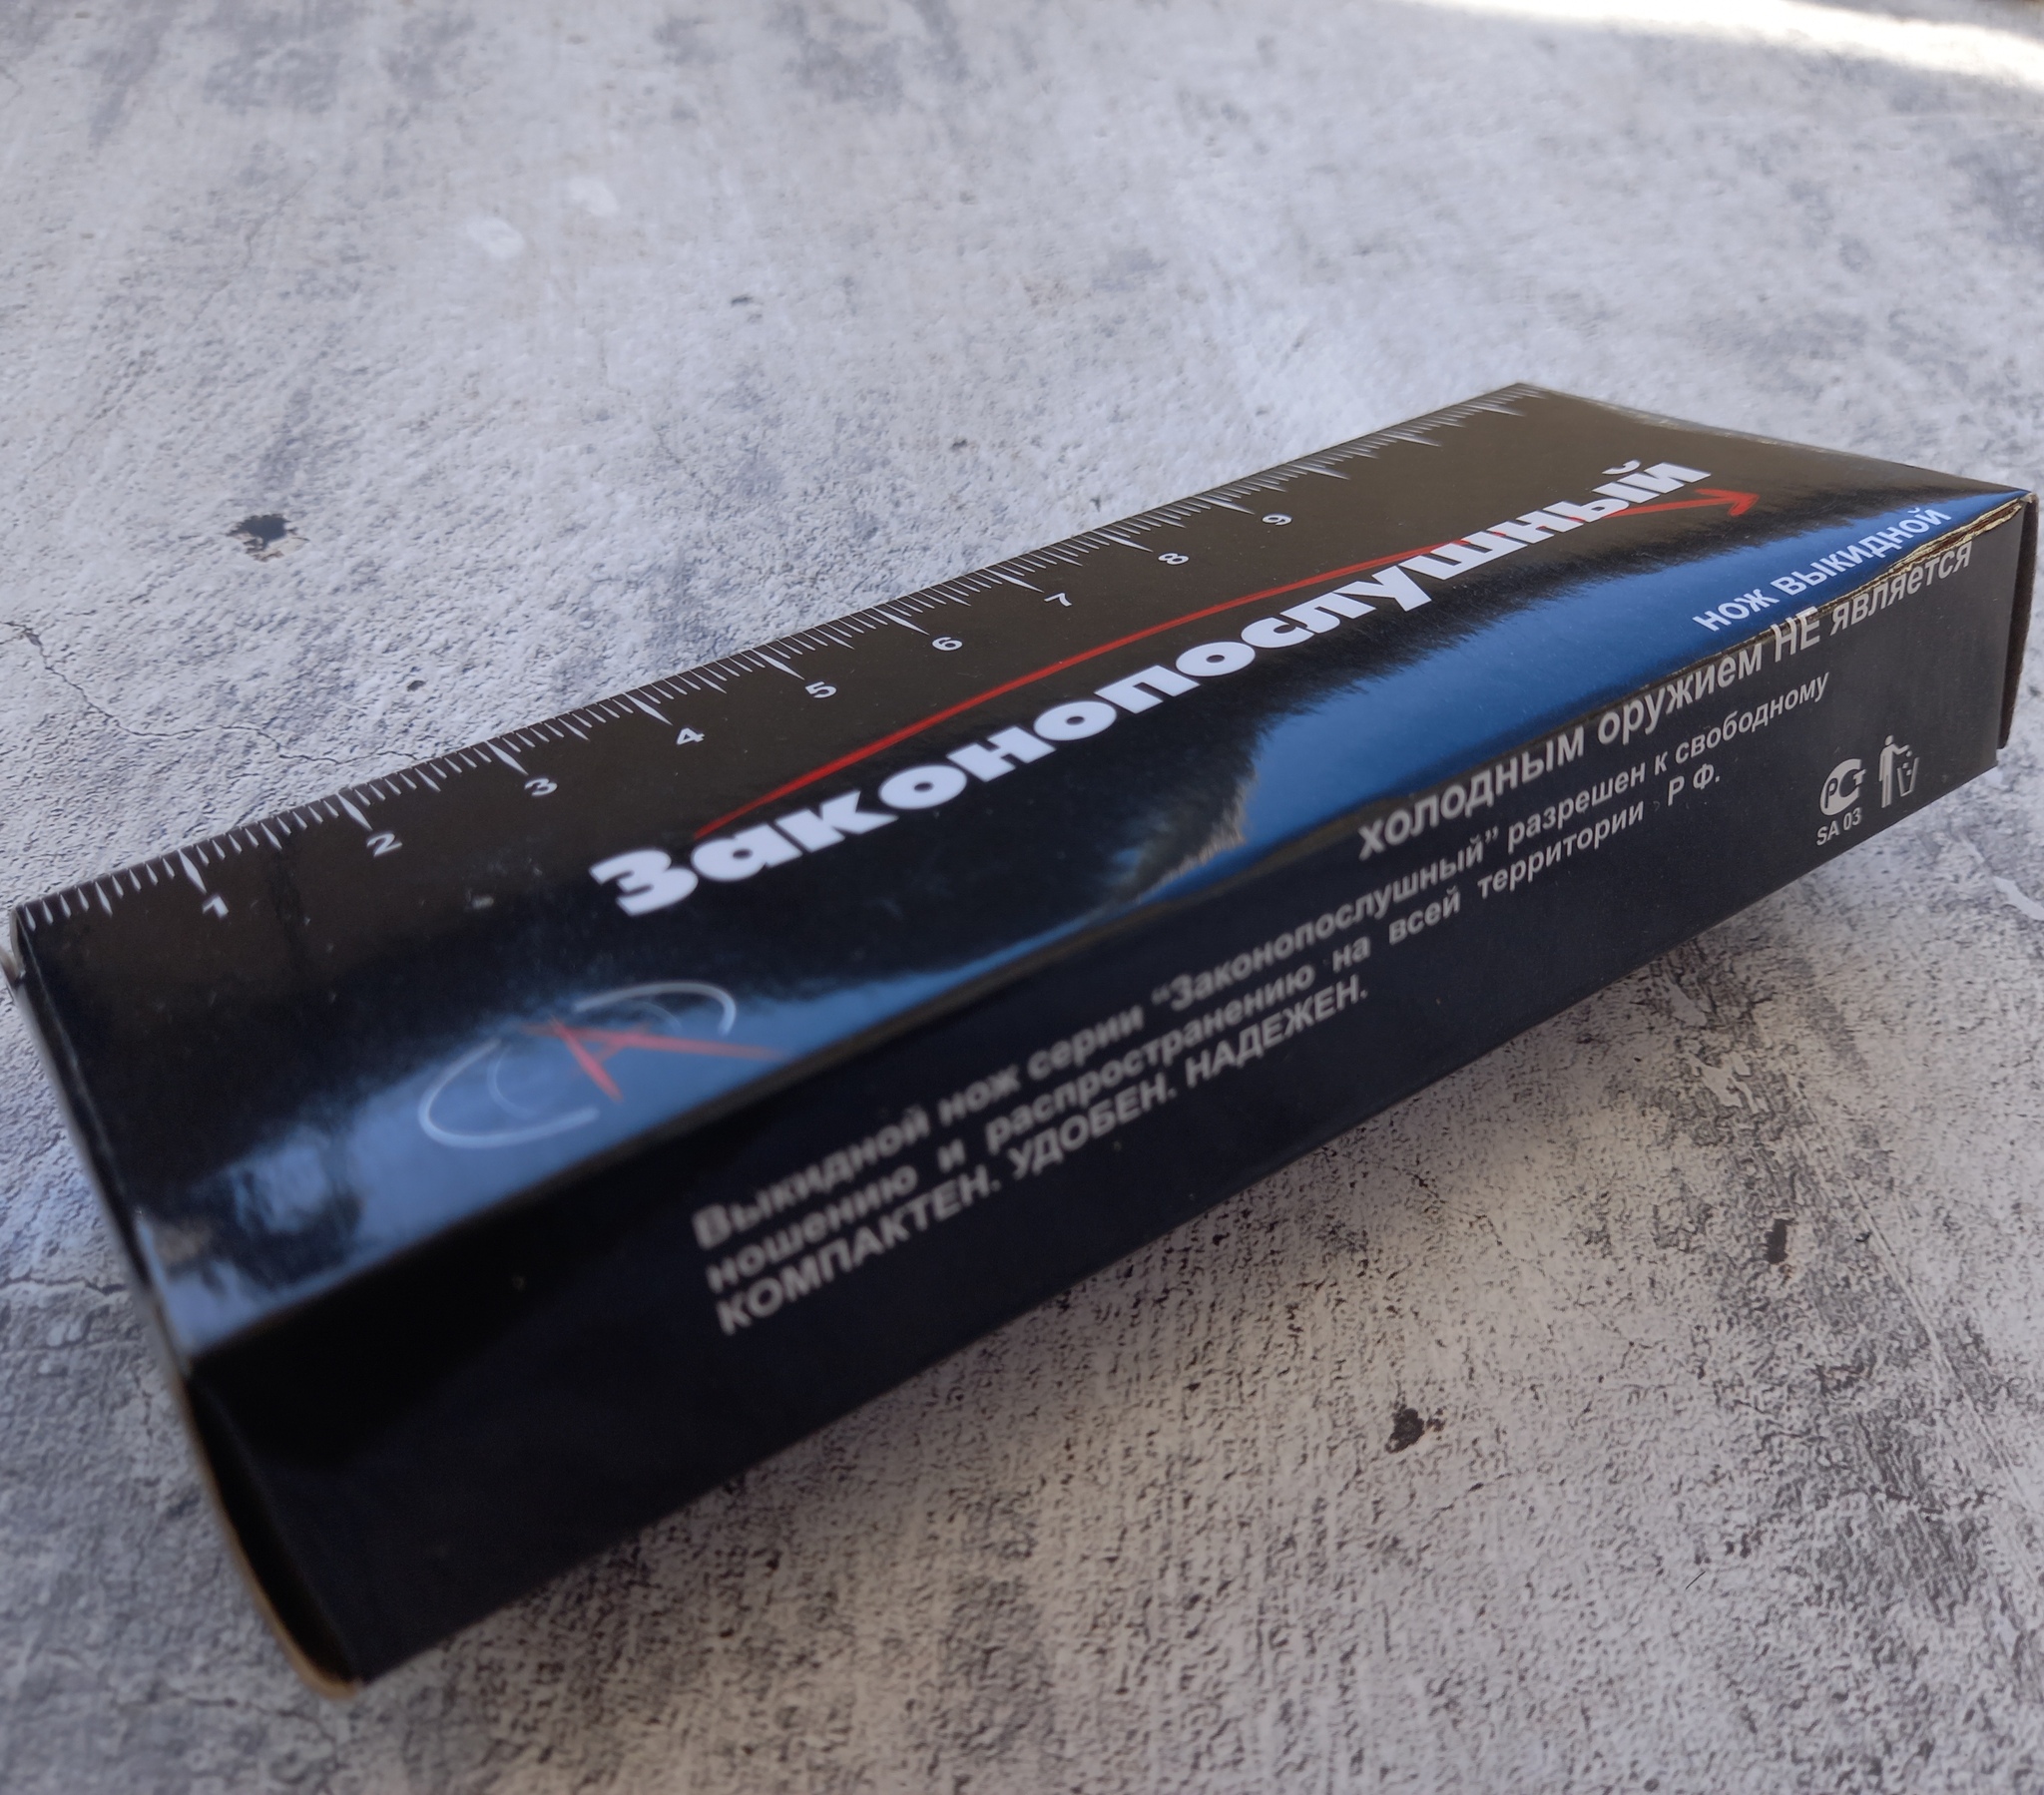 1 2 3 4 5 6 7 8 9
Законопослушный
нож выкидной
холодным оружием НЕ является
Выкидной нож серии “Законопослушный” разрешен к свободному
ношению и распространению на всей территории Р Ф.
КОМПАКТЕН. УДОБЕН. НАДЕЖЕН.
РСТ
SA 03